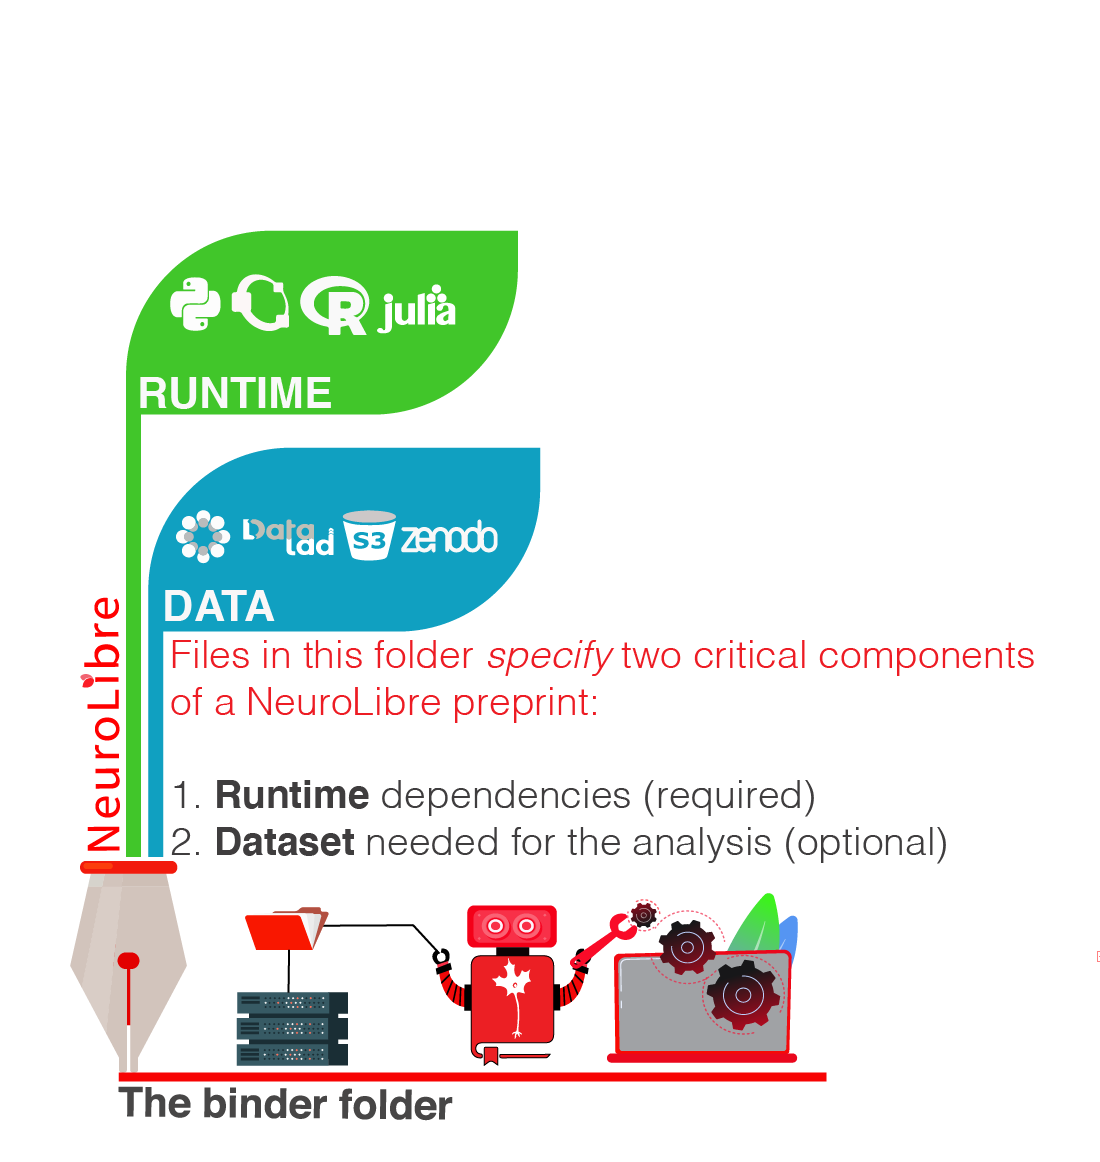 R julia
RUNTIME
Data
lad
S3 zenodo
DATA
NeuroLibre
Files in this folder specify two critical components
of a NeuroLibre preprint:
1. Runtime dependencies (required)
2. Dataset needed for the analysis (optional)
The binder folder